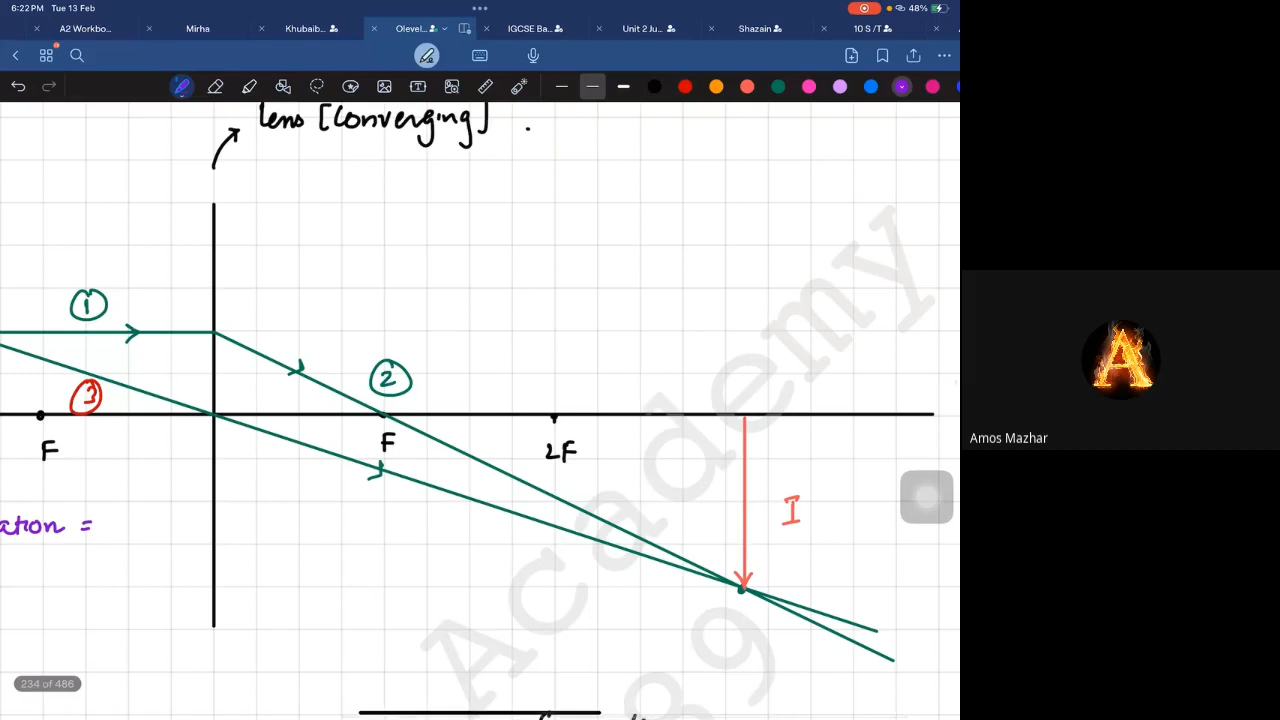 6:22 PM Tue 13 Feb
48%
A2 Workbo...
Mirha
Khubaib...
Olevel...
IGCSE Ba...
Unit 2 Ju...
Shazain
10 S /T
lens [Converging]
1
2
3
F
F
2F
ation =
I
Academy
89
234 of 486
Amos Mazhar